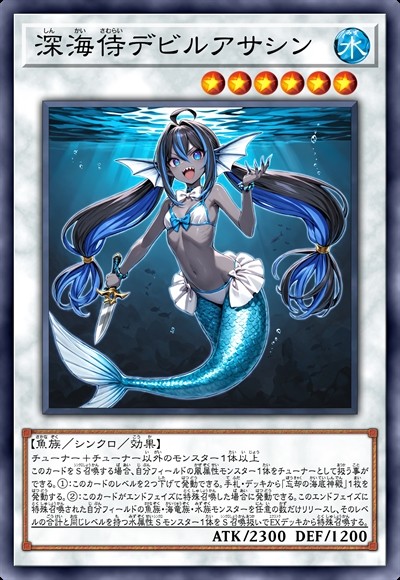 深海侍デビルアサシン
水
【魚族／シンクロ／効果】
チューナー＋チューナー以外のモンスター1体以上
このカードをS召喚する場合、自分フィールドの風属性モンスター1体をチューナーとして扱う事が
できる。①：このカードのレベルを2つ下げて発動できる。手札・デッキから「忘却の海底神殿」1枚を
発動する。②：このカードがエンドフェイズに特殊召喚した場合に発動できる。このエンドフェイズに
特殊召喚された自分フィールドの魚族・海竜族・水族モンスターを任意の数だけリリースし、そのレベ
ルの合計と同じレベルを持つ水属性SモンスターーM1体をS召喚扱いでEXデッキから特殊召喚する。
ATK/2300 DEF/1200